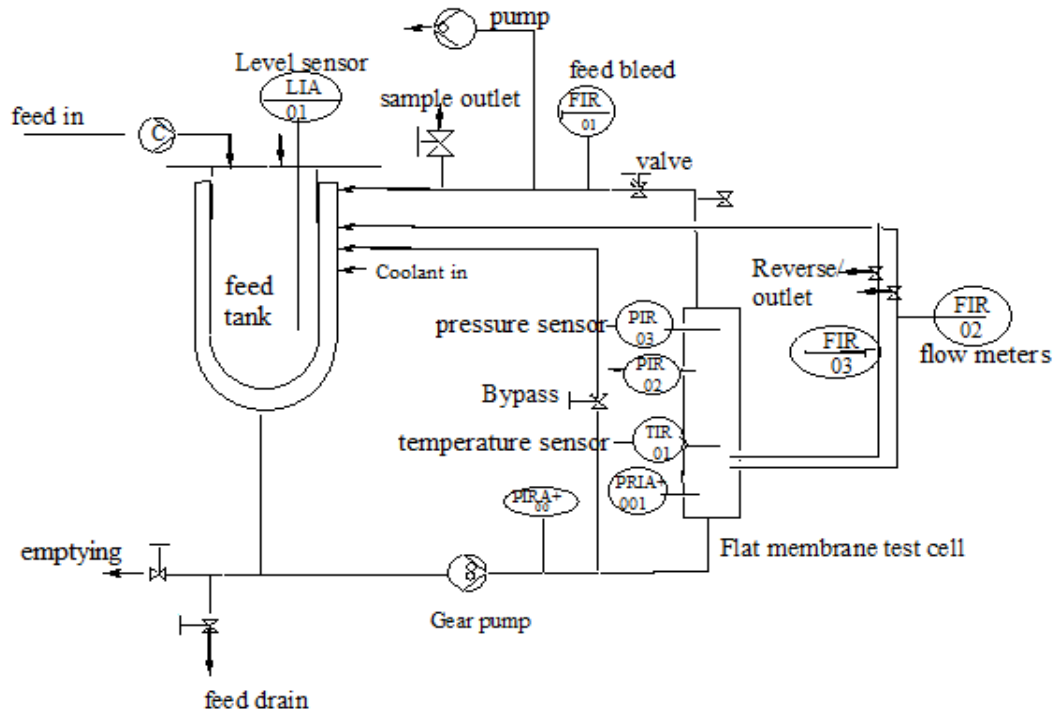 pump
Level sensor
feed bleed
LIA
01
sample outlet
FIR
01
feed in
C
valve
Coolant in
Reverse/
outlet
feed
tank
pressure sensor
PIR
03
FIR
02
FIR
03
flow meters
PIR
02
Bypass
temperature sensor
TIR
01
PRIA+
001
PIRA+
00
Flat membrane test cell
emptying
Gear pump
feed drain